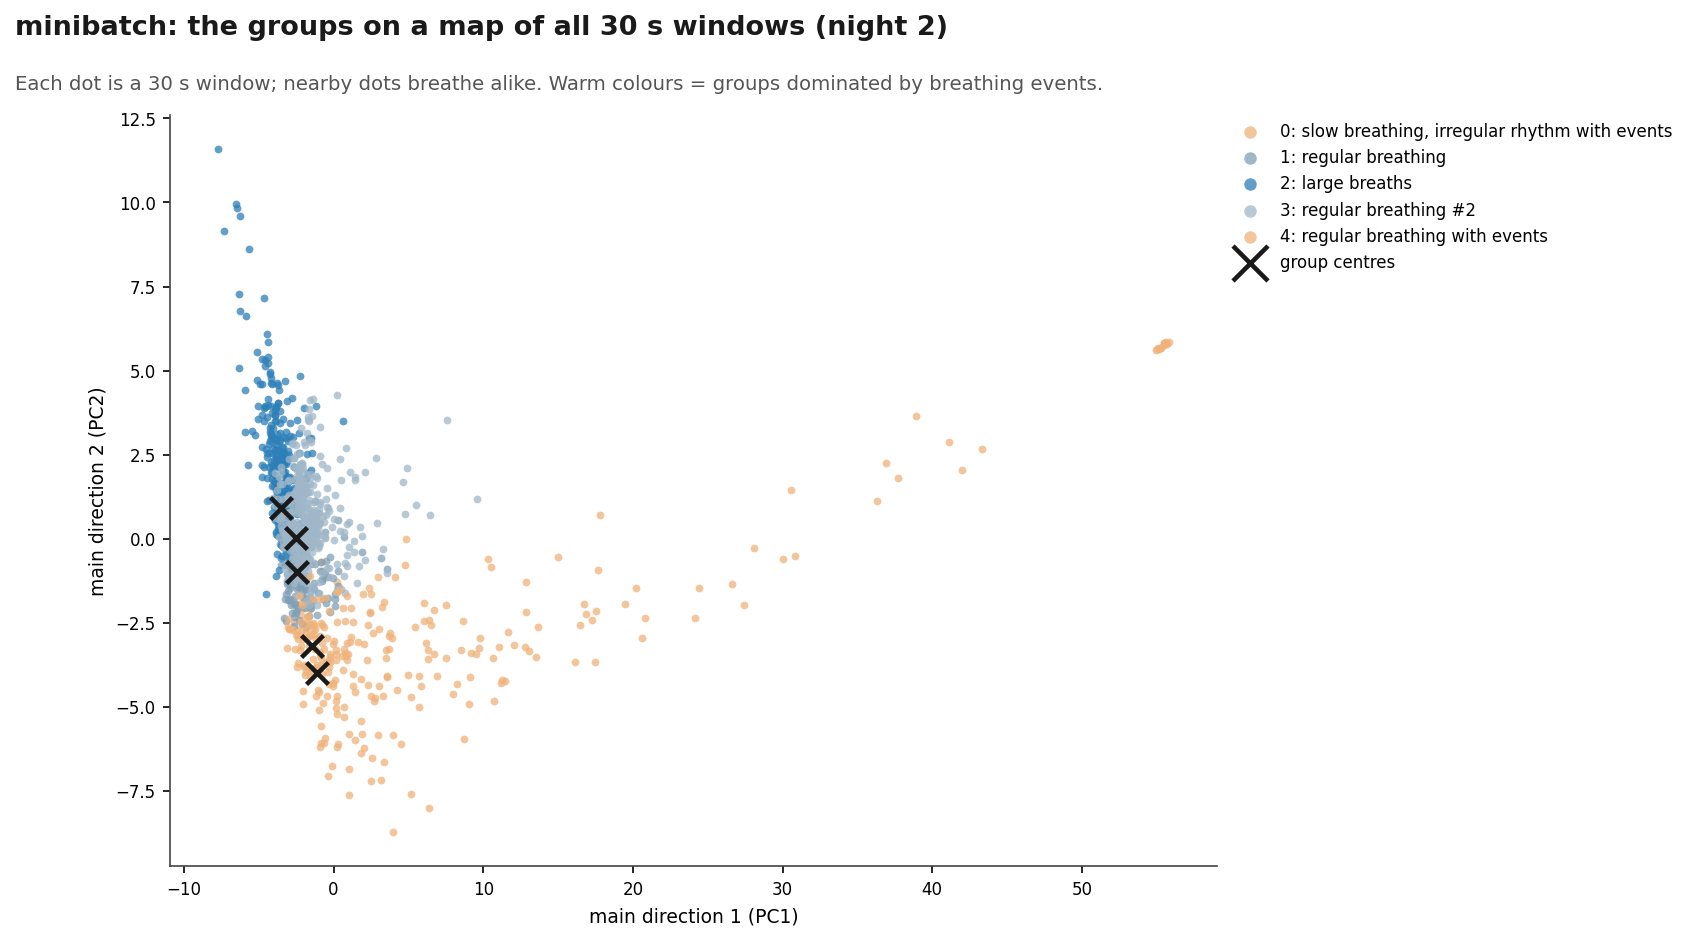 minibatch: the groups on a map of all 30 s windows (night 2)
Each dot is a 30 s window; nearby dots breathe alike. Warm colours = groups dominated by breathing events.
12.5
10.0
7.5
5.0
2.5
0.0
−2.5
−5.0
−7.5
main direction 2 (PC2)
−10
0
10
20
30
40
50
main direction 1 (PC1)
0: slow breathing, irregular rhythm with events
1: regular breathing
2: large breaths
3: regular breathing #2
4: regular breathing with events
group centres